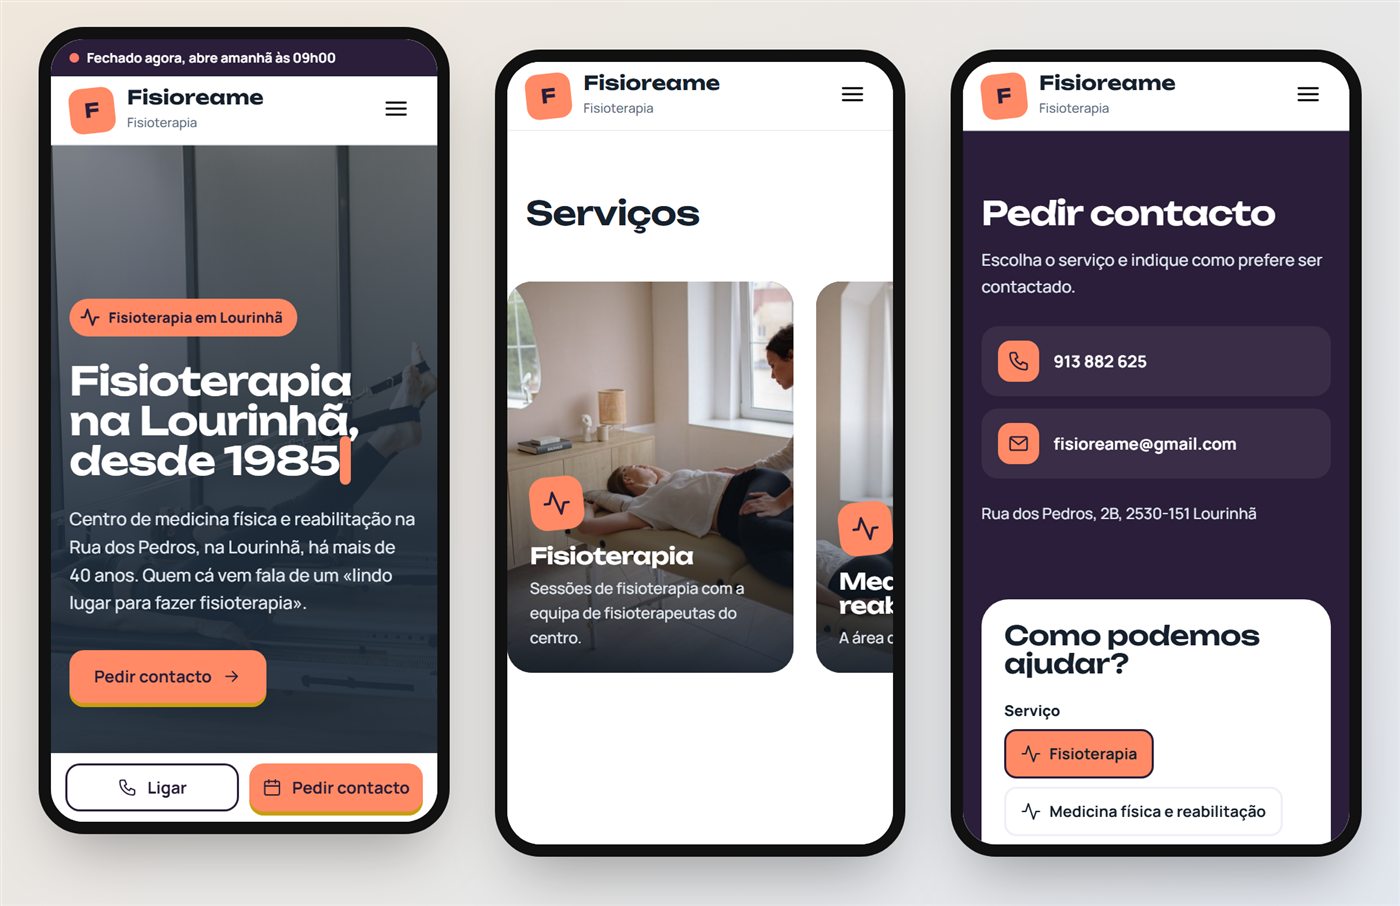 Fechado agora, abre amanhã às 09h00
F
Fisioreame
Fisioterapia
Fisioterapia em Lourinhã
Fisioterapia
na Lourinhã,
desde 1985
Centro de medicina física e reabilitação na
Rua dos Pedros, na Lourinhã, há mais de
40 anos. Quem cá vem fala de um «lindo
lugar para fazer fisioterapia».
Pedir contacto
Ligar
Pedir contacto
F
Fisioreame
Fisioterapia
Serviços
Fisioterapia
Sessões de fisioterapia com a
equipa de fisioterapeutas do
centro.
A área
F
Fisioreame
Fisioterapia
Pedir contacto
Escolha o serviço e indique como prefere ser
contactado.
913 882 625
fisioreame@gmail.com
Rua dos Pedros, 2B, 2530-151 Lourinhã
Como podemos
ajudar?
Serviço
Fisioterapia
Medicina física e reabilitação